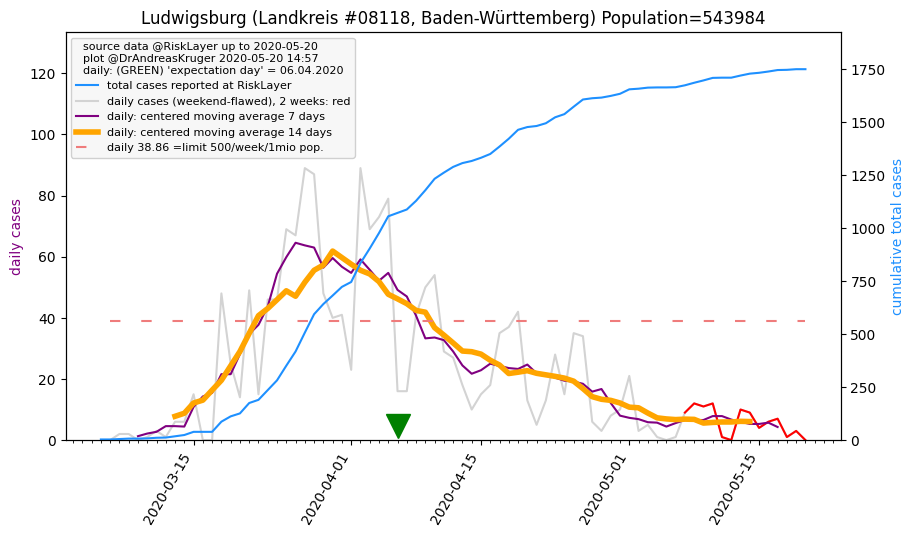 Ludwigsburg (Landkreis #08118, Baden-Württemberg) Population=543984
source data @RiskLayer up to 2020-05-20
plot @DrAndreasKruger 2020-05-20 14:57
daily: (GREEN) 'expectation day' = 06.04.2020
total cases reported at RiskLayer
daily cases (weekend-flawed), 2 weeks: red
daily: centered moving average 7 days
daily: centered moving average 14 days
daily 38.86 =limit 500/week/1mio pop.
daily cases
120
100
80
60
40
20
0
cumulative total cases
1750
1500
1250
1000
750
500
250
0
2020-03-15
2020-04-01
2020-04-15
2020-05-01
2020-05-15